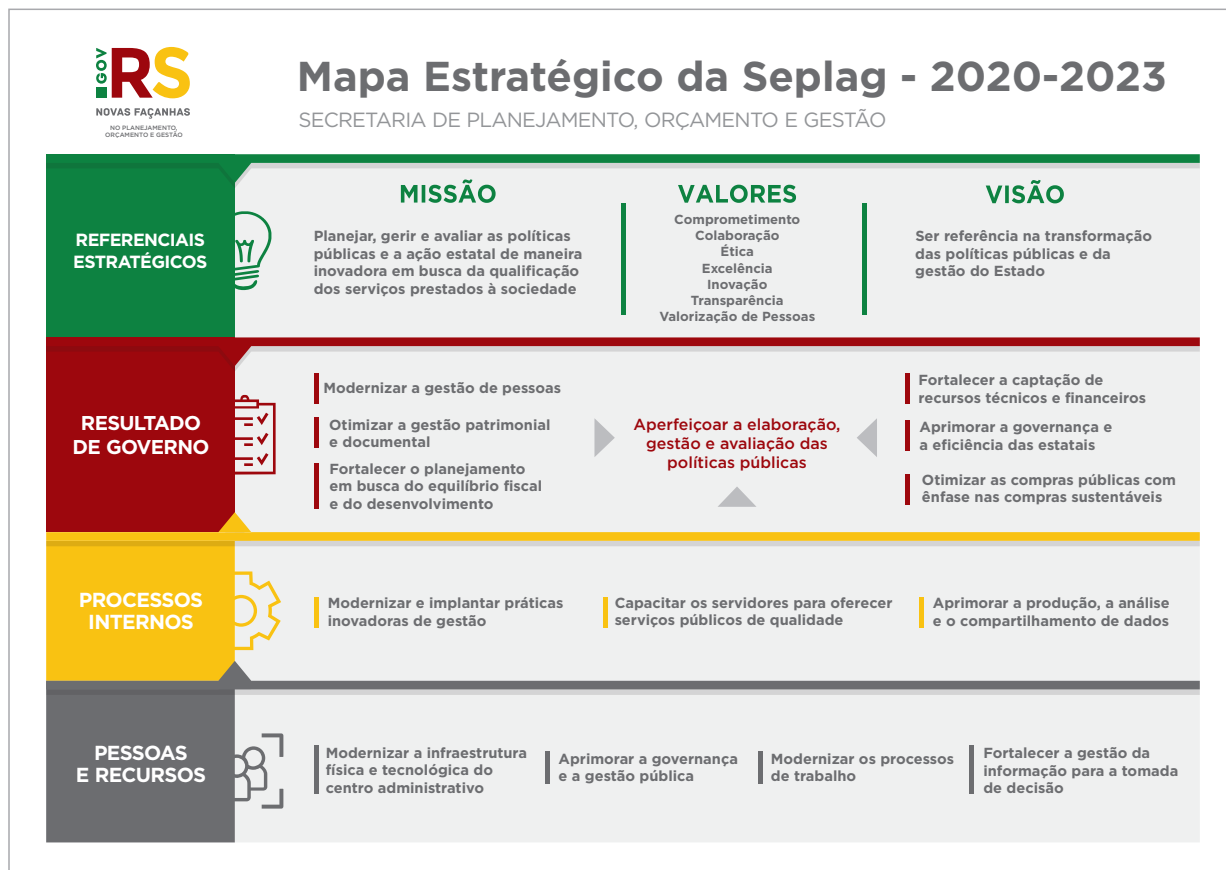 GOV
RS
NOVAS FAÇANHAS
NO PLANEJAMENTO,
ORÇAMENTO E GESTÃO
Mapa Estratégico da Seplag - 2020-2023
SECRETARIA DE PLANEJAMENTO, ORÇAMENTO E GESTÃO
REFERENCIAIS
ESTRATÉGICOS
MISSÃO
Planejar, gerir e avaliar as políticas
públicas e a ação estatal de maneira
inovadora em busca da qualificação
dos serviços prestados à sociedade
VALORES
Comprometimento
Colaboração
Ética
Excelência
Inovação
Transparência
Valorização de Pessoas
VISÃO
Ser referência na transformação
das políticas públicas e da
gestão do Estado
RESULTADO
DE GOVERNO
Modernizar a gestão de pessoas
Otimizar a gestão patrimonial
e documental
Fortalecer o planejamento
em busca do equilíbrio fiscal
e do desenvolvimento
Aperfeiçoar a elaboração,
gestão e avaliação das
políticas públicas
Fortalecer a captação de
recursos técnicos e financeiros
Aprimorar a governança e
a eficiência das estatais
Otimizar as compras públicas com
ênfase nas compras sustentáveis
PROCESSOS
INTERNOS
Modernizar e implantar práticas
inovadoras de gestão
Capacitar os servidores para oferecer
serviços públicos de qualidade
Aprimorar a produção, a análise
e o compartilhamento de dados
PESSOAS
E RECURSOS
Modernizar a infraestrutura
física e tecnológica do
centro administrativo
Aprimorar a governança
e a gestão pública
Modernizar os processos
de trabalho
Fortalecer a gestão da
informação para a tomada
de decisão